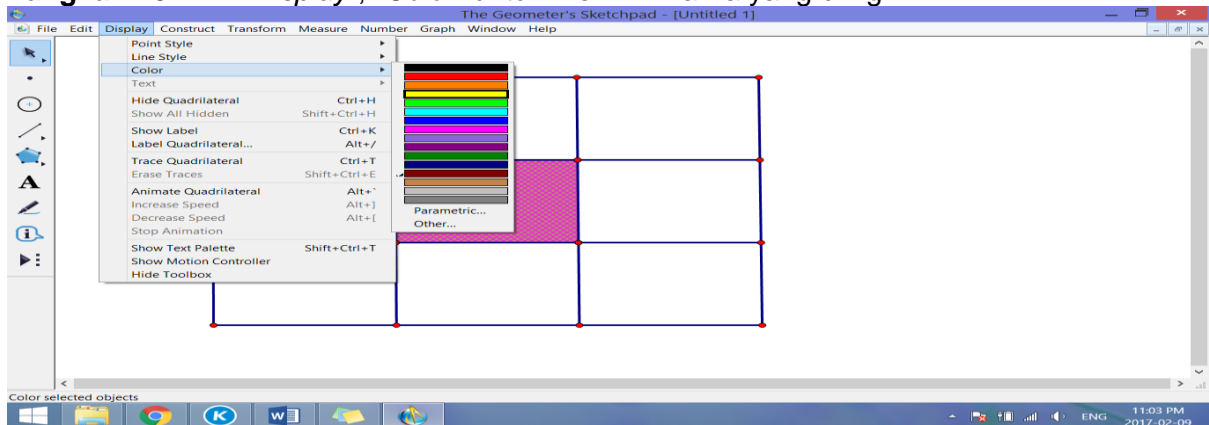 The Geometer's Sketchpad - [Untitled 1]
File Edit Display Construct Transform Measure Number Graph Window Help
Point Style
Line Style
Color
Text
Hide Quadrilateral Ctrl+H
Show All Hidden Shift+Ctrl+H
Show Label Ctrl+K
Label Quadrilateral... Alt+/
Trace Quadrilateral Ctrl+T
Erase Traces Shift+Ctrl+E
Animate Quadrilateral Alt+`
Increase Speed Alt+]
Decrease Speed Alt+[
Stop Animation
Show Text Palette Shift+Ctrl+T
Show Motion Controller
Hide Toolbox
Parametric...
Other...
A
Color selected objects
K
W
ENG
11:03 PM
2017-02-09